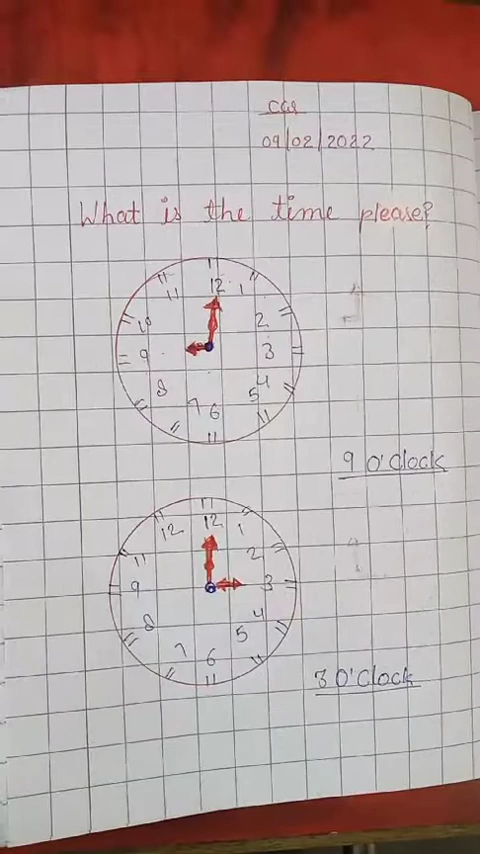 CW
09/02/2022
What is the time please?
12
11 1
10 2
9 3
8 4
7 6 5
9 O'Clock
12
12 1
11 2
9 3
8 4
7 6 5
3 O'Clock